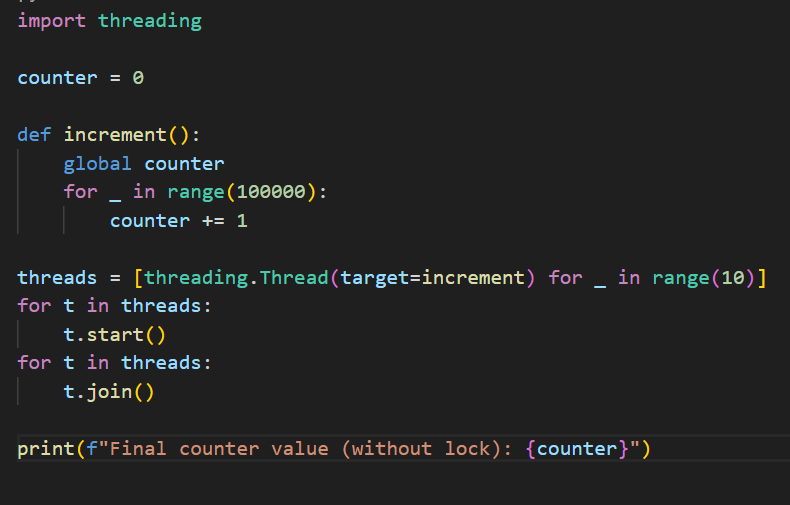 import threading
counter = 0
def increment():
    global counter
    for _ in range(100000):
        counter += 1
threads = [threading.Thread(target=increment) for _ in range(10)]
for t in threads:
    t.start()
for t in threads:
    t.join()
print(f"Final counter value (without lock): {counter}")